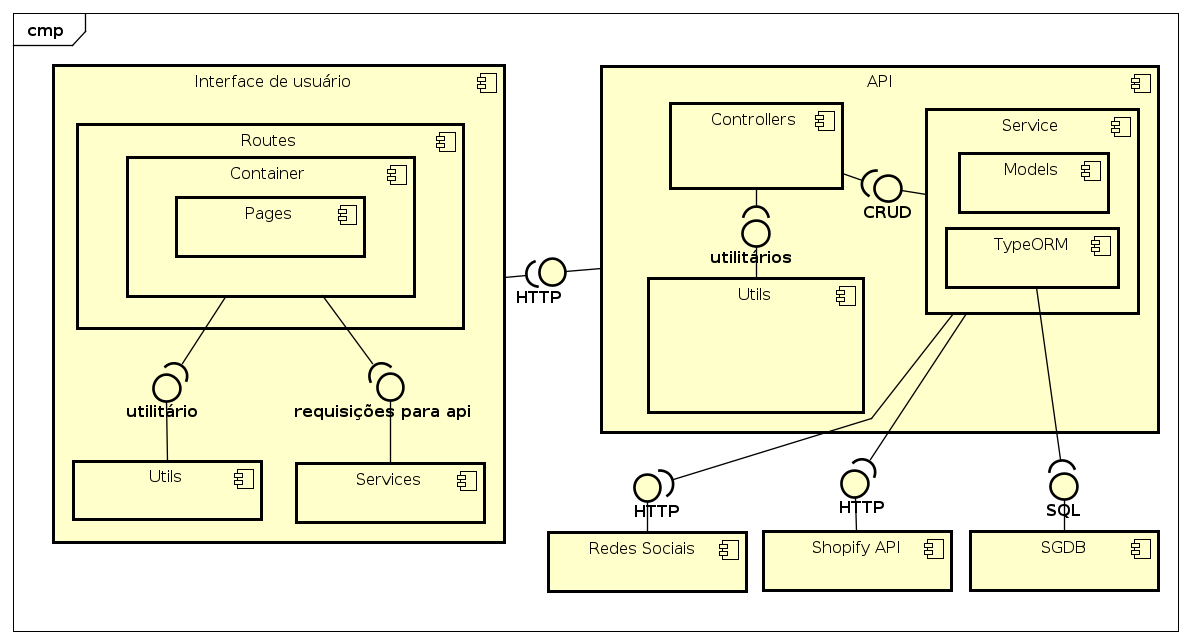 cmp
Interface de usuário
Routes
Container
Pages
utilitário
requisições para api
Utils
Services
HTTP
API
Controllers
Service
Models
TypeORM
CRUD
utilitários
Utils
HTTP
HTTP
SQL
Redes Sociais
Shopify API
SGDB